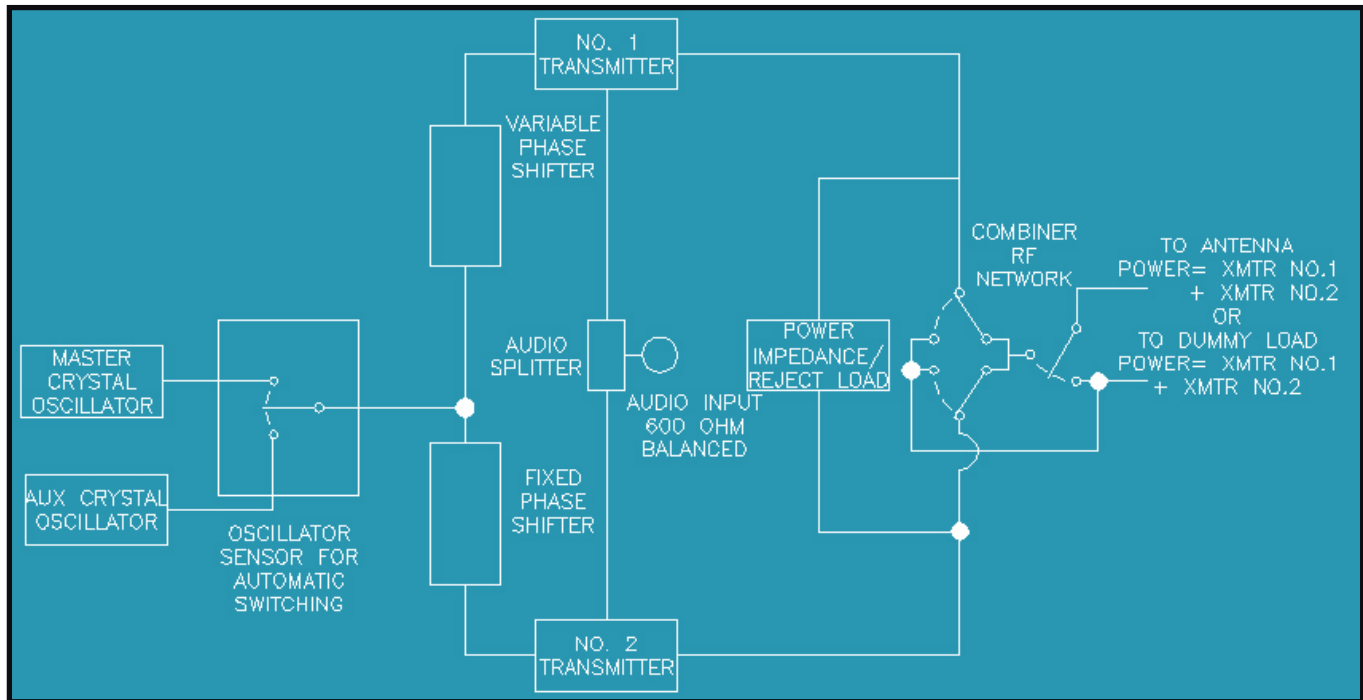 NO. 1
TRANSMITTER
VARIABLE
PHASE
SHIFTER
COMBINER
RF
NETWORK
TO ANTENNA
POWER= XMTR NO.1
+ XMTR NO.2
OR
TO DUMMY LOAD
POWER= XMTR NO.1
+ XMTR NO.2
MASTER
CRYSTAL
OSCILLATOR
AUDIO
SPLITTER
POWER
IMPEDANCE/
REJECT LOAD
AUDIO INPUT
600 OHM
BALANCED
AUX CRYSTAL
OSCILLATOR
OSCILLATOR
SENSOR FOR
AUTOMATIC
SWITCHING
FIXED
PHASE
SHIFTER
NO. 2
TRANSMITTER